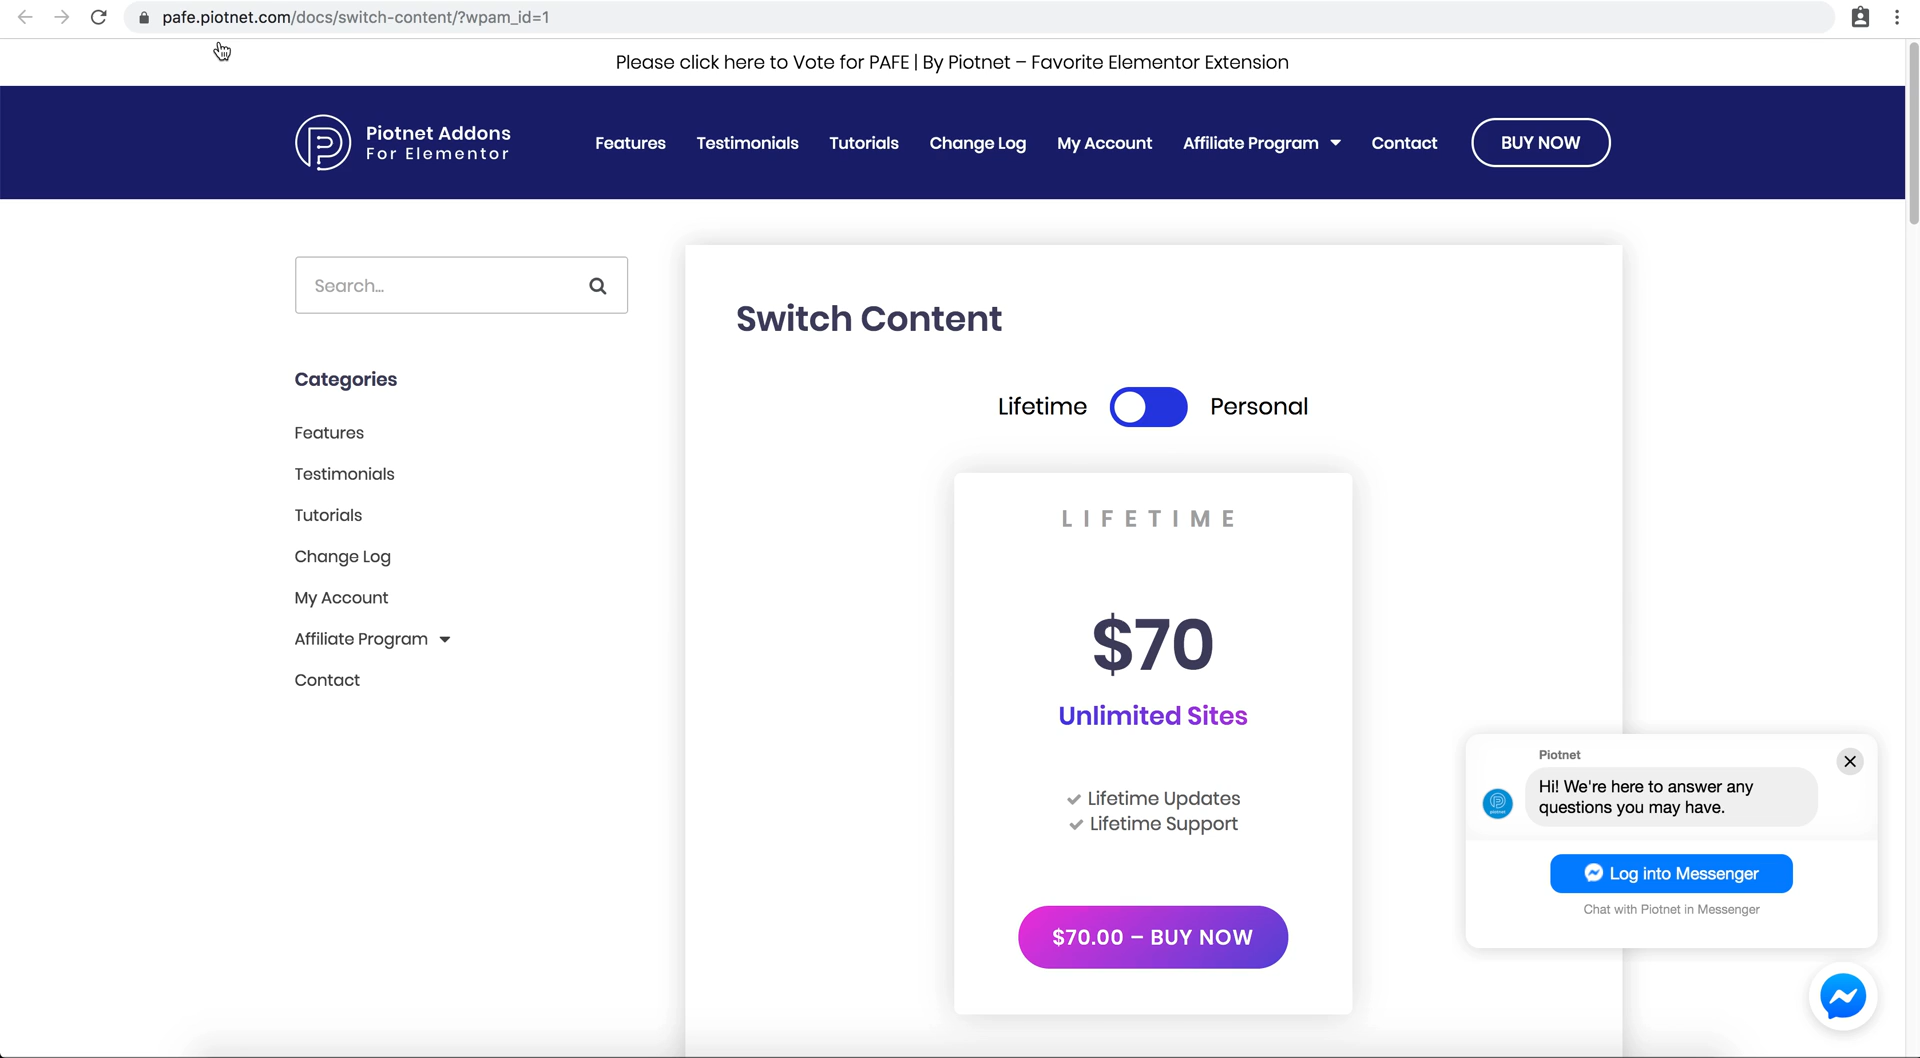 pafe.piotnet.com/docs/switch-content/?wpam_id=1
Please click here to Vote for PAFE | By Piotnet – Favorite Elementor Extension
Piotnet Addons
For Elementor
Features
Testimonials
Tutorials
Change Log
My Account
Affiliate Program
Contact
BUY NOW
Search...
Categories
Features
Testimonials
Tutorials
Change Log
My Account
Affiliate Program
Contact
Switch Content
Lifetime
Personal
LIFETIME
$70
Unlimited Sites
Lifetime Updates
Lifetime Support
$70.00 – BUY NOW
Piotnet
Hi! We're here to answer any
questions you may have.
Log into Messenger
Chat with Piotnet in Messenger